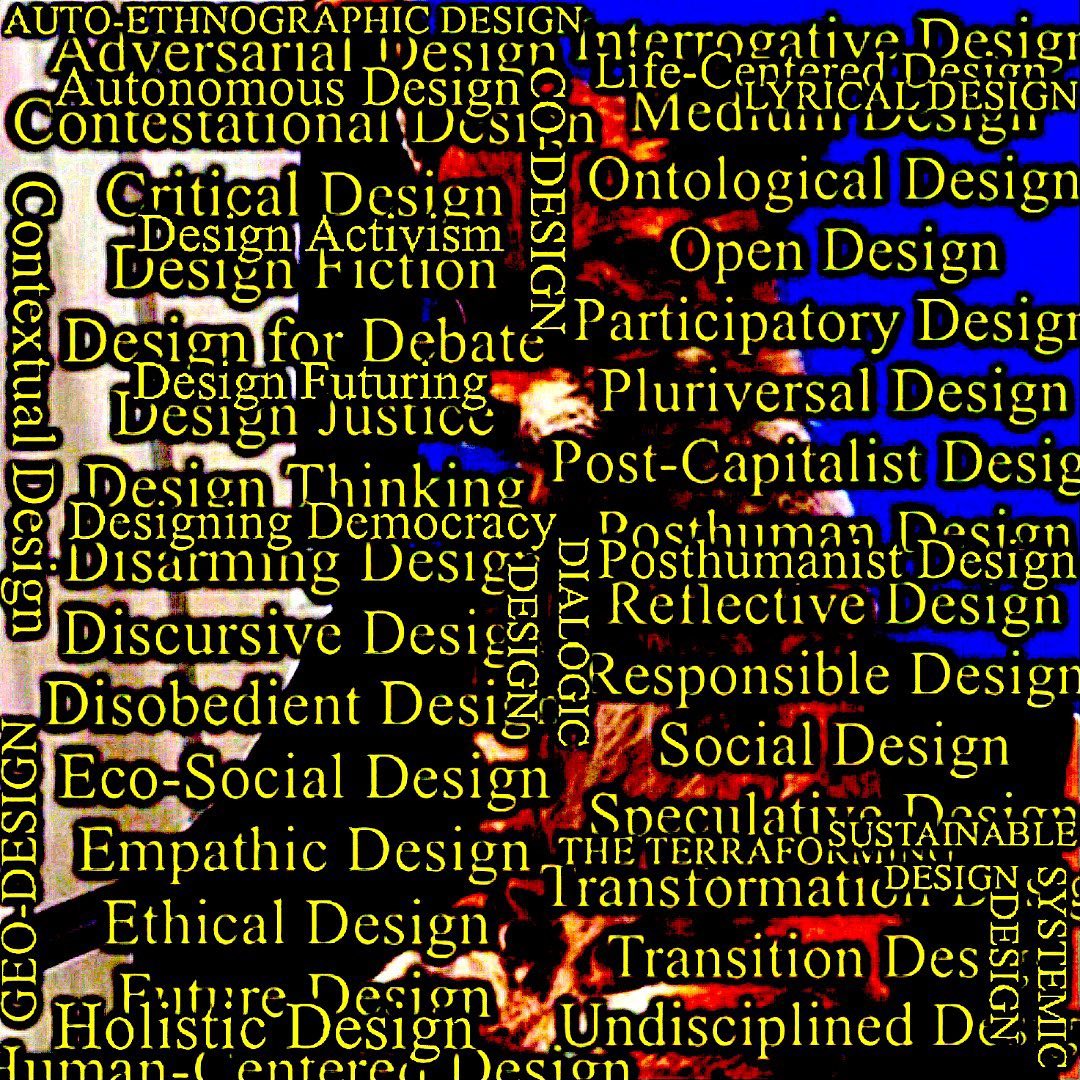 AUTO-ETHNOGRAPHIC DESIGN
Adversarial Design
Autonomous Design
Contestational Design
Contextual Design
Critical Design
Design Activism
Design Fiction
Design for Debate
Design Futuring
Design Justice
Design Thinking
Designing Democracy
Disarming Desig
Discursive Desig
Disobedient Desi
Eco-Social Design
GEO-DESIGN
Empathic Design
Ethical Design
Future Design
Holistic Design
Human-Centered Design
CO-DESIGN
DIALOGIC
DESIGN
Interrogative Design
Life-Centered Design
LYRICAL DESIGN
Medium Design
Ontological Design
Open Design
Participatory Design
Pluriversal Design
Post-Capitalist Desig
Posthuman Design
Posthumanist Design
Reflective Design
Responsible Design
Social Design
Speculative Design
SUSTAINABLE
DESIGN
THE TERRAFORMING
Transformatio D
Transition Des
Undisciplined De
SYSTEMIC
DESIGN